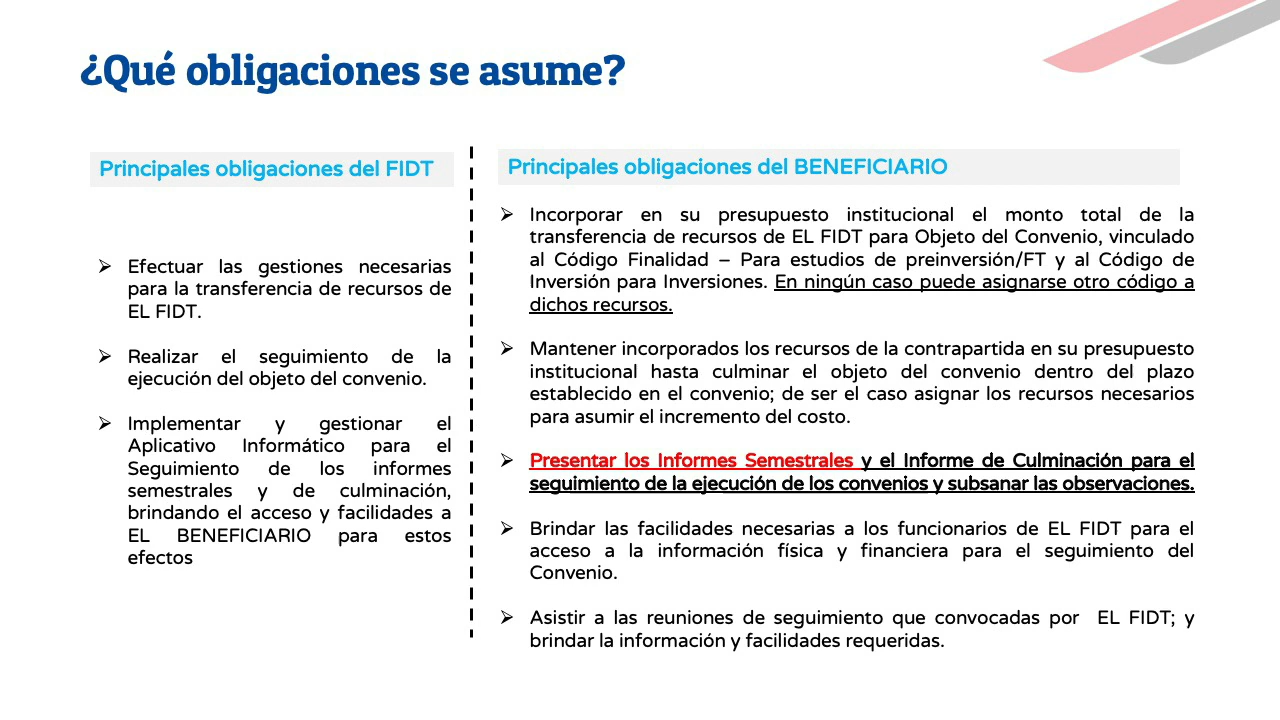 ¿Qué obligaciones se asume?
Principales obligaciones del FIDT
➢ Efectuar las gestiones necesarias
para la transferencia de recursos de
EL FIDT.
➢ Realizar el seguimiento de la
ejecución del objeto del convenio.
➢ Implementar y gestionar el
Aplicativo Informático para el
Seguimiento de los informes
semestrales y de culminación,
brindando el acceso y facilidades a
EL BENEFICIARIO para estos
efectos
Principales obligaciones del BENEFICIARIO
➢ Incorporar en su presupuesto institucional el monto total de la
transferencia de recursos de EL FIDT para Objeto del Convenio, vinculado
al Código Finalidad – Para estudios de preinversión/FT y al Código de
Inversión para Inversiones. En ningún caso puede asignarse otro código a
dichos recursos.
➢ Mantener incorporados los recursos de la contrapartida en su presupuesto
institucional hasta culminar el objeto del convenio dentro del plazo
establecido en el convenio; de ser el caso asignar los recursos necesarios
para asumir el incremento del costo.
➢ Presentar los Informes Semestrales y el Informe de Culminación para el
seguimiento de la ejecución de los convenios y subsanar las observaciones.
➢ Brindar las facilidades necesarias a los funcionarios de EL FIDT para el
acceso a la información física y financiera para el seguimiento del
Convenio.
➢ Asistir a las reuniones de seguimiento que convocadas por EL FIDT; y
brindar la información y facilidades requeridas.